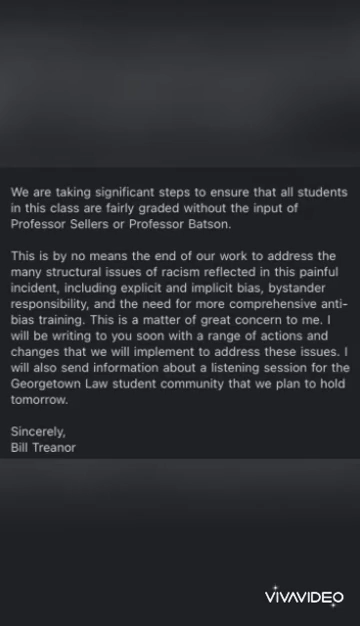 We are taking significant steps to ensure that all students
in this class are fairly graded without the input of
Professor Sellers or Professor Batson.
This is by no means the end of our work to address the
many structural issues of racism reflected in this painful
incident, including explicit and implicit bias, bystander
responsibility, and the need for more comprehensive anti-
bias training. This is a matter of great concern to me. I
will be writing to you soon with a range of actions and
changes that we will implement to address these issues. I
will also send information about a listening session for the
Georgetown Law student community that we plan to hold
tomorrow.
Sincerely,
Bill Treanor
VIVAVIDEO